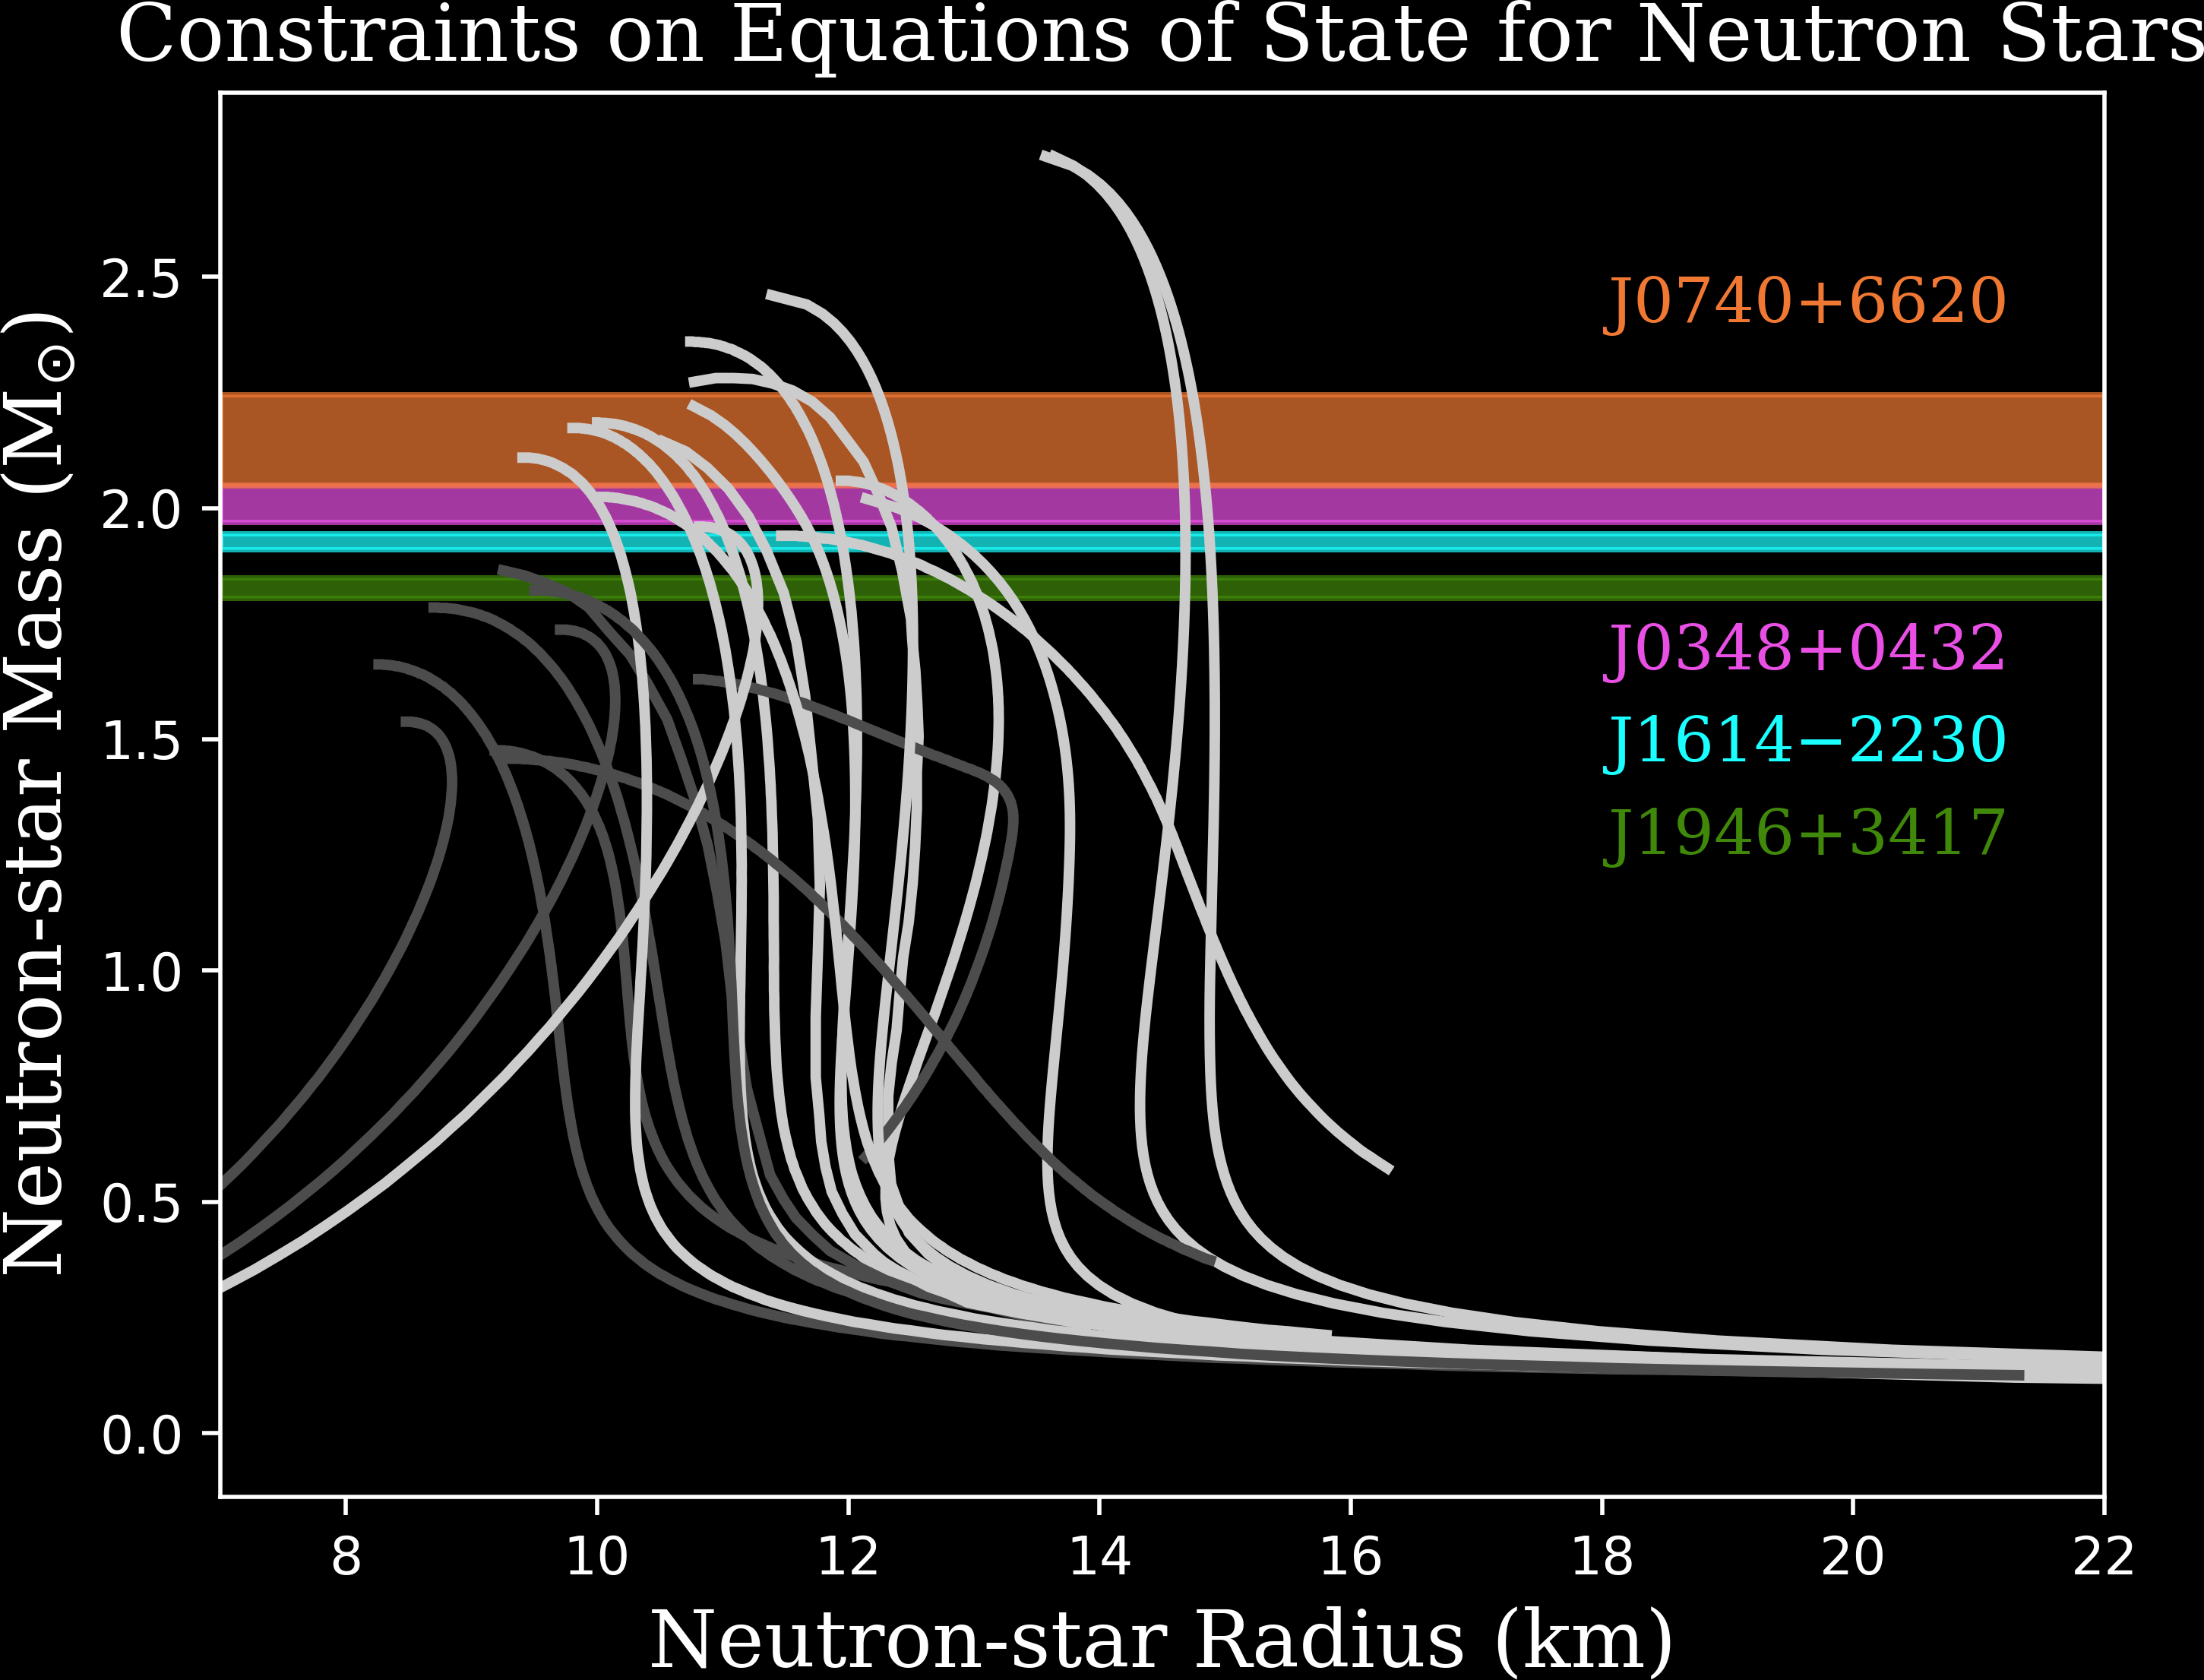 Constraints on Equations of State for Neutron Stars
Neutron-star Mass (M☉)
2.5
2.0
1.5
1.0
0.5
0.0
J0740+6620
J0348+0432
J1614−2230
J1946+3417
8 10 12 14 16 18 20 22
Neutron-star Radius (km)